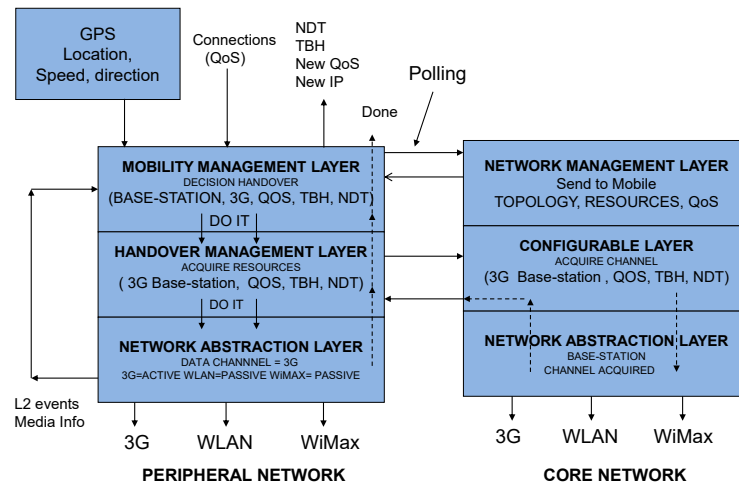 GPS
Location,
Speed, direction
Connections
(QoS)
NDT
TBH
New QoS
New IP
Done
Polling
MOBILITY MANAGEMENT LAYER
DECISION HANDOVER
(BASE-STATION, 3G, QOS, TBH, NDT)
DO IT
HANDOVER MANAGEMENT LAYER
ACQUIRE RESOURCES
( 3G Base-station, QOS, TBH, NDT)
DO IT
NETWORK ABSTRACTION LAYER
DATA CHANNNEL = 3G
3G=ACTIVE WLAN=PASSIVE WiMAX= PASSIVE
L2 events
Media Info
3G
WLAN
WiMax
PERIPHERAL NETWORK
NETWORK MANAGEMENT LAYER
Send to Mobile
TOPOLOGY, RESOURCES, QoS
CONFIGURABLE LAYER
ACQUIRE CHANNEL
(3G Base-station , QOS, TBH, NDT)
NETWORK ABSTRACTION LAYER
BASE-STATION
CHANNEL ACQUIRED
3G
WLAN
WiMax
CORE NETWORK